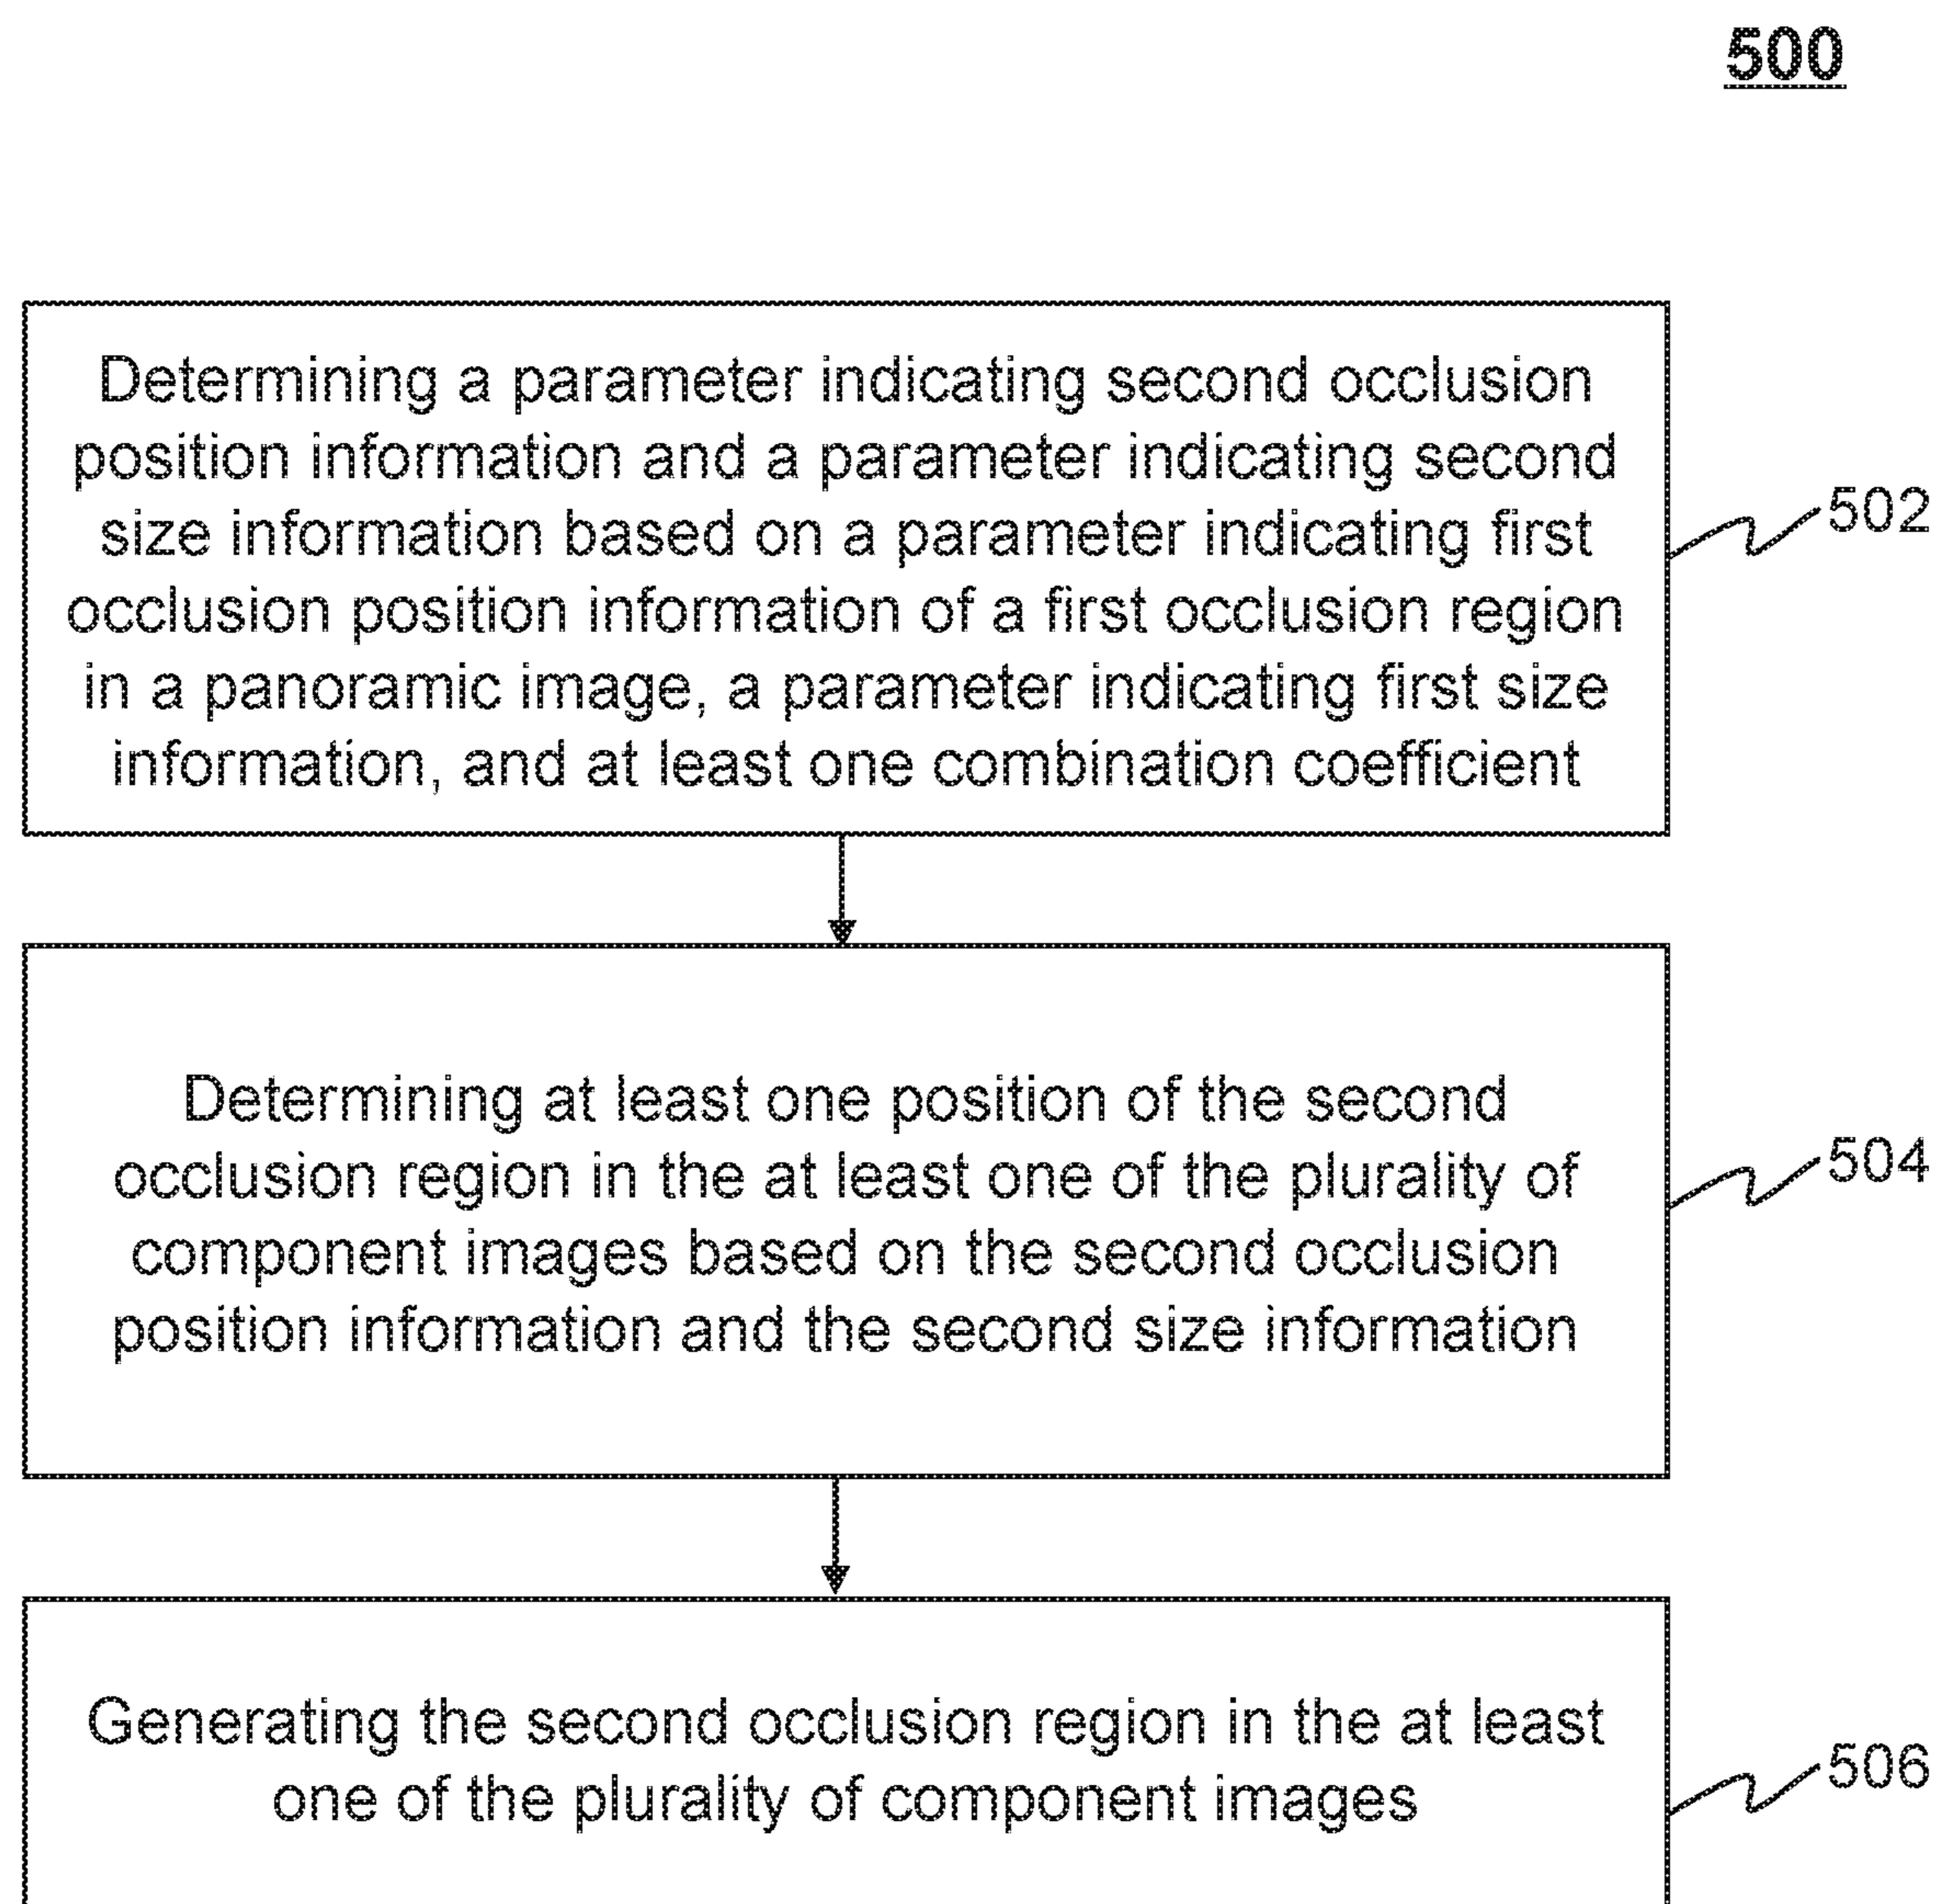 500
Determining a parameter indicating second occlusion
position information and a parameter indicating second
size information based on a parameter indicating first
occlusion position information of a first occlusion region
in a panoramic image, a parameter indicating first size
information, and at least one combination coefficient
502
Determining at least one position of the second
occlusion region in the at least one of the plurality of
component images based on the second occlusion
position information and the second size information
504
Generating the second occlusion region in the at least
one of the plurality of component images
506